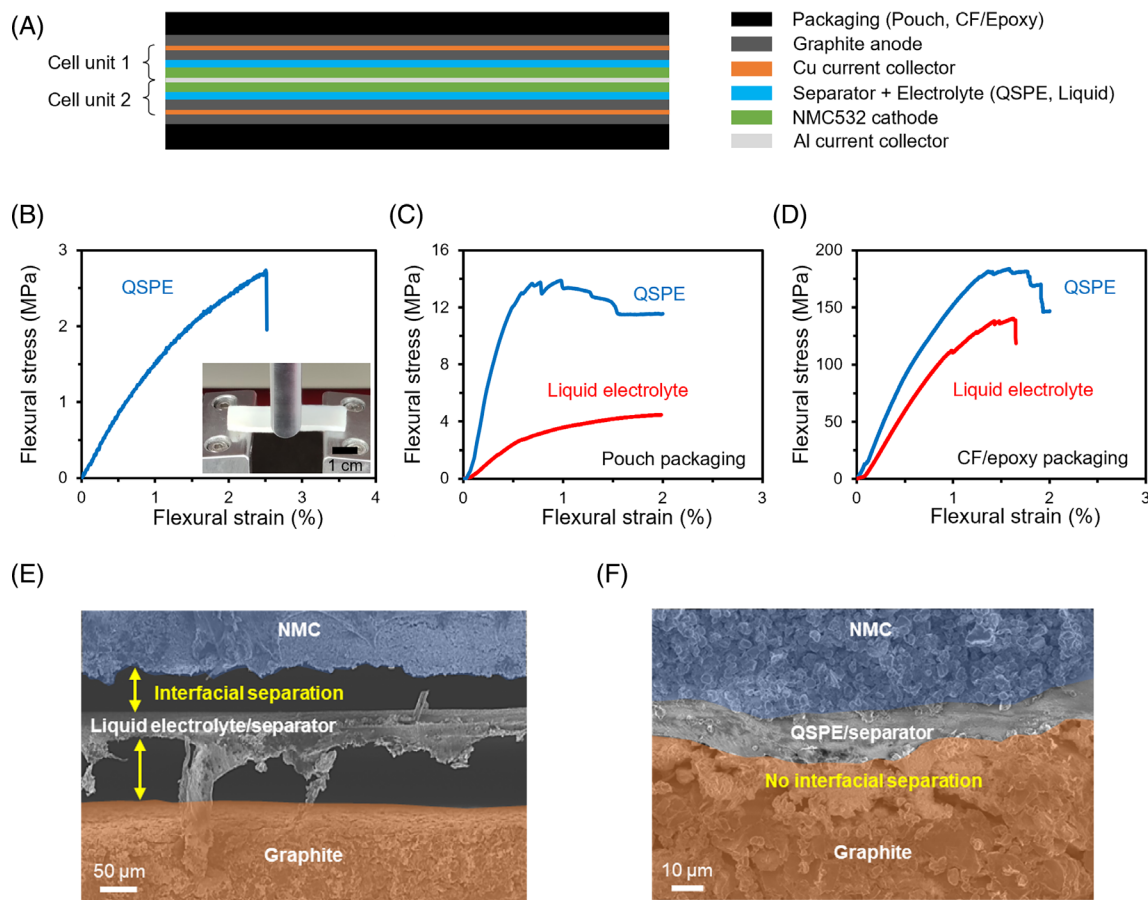 (A)
Cell unit 1
Cell unit 2
Packaging (Pouch, CF/Epoxy)
Graphite anode
Cu current collector
Separator + Electrolyte (QSPE, Liquid)
NMC532 cathode
Al current collector
(B)
Flexural stress (MPa)
3
2
1
0
QSPE
1 cm
0 1 2 3 4
Flexural strain (%)
(C)
Flexural stress (MPa)
16
12
8
4
0
QSPE
Liquid electrolyte
Pouch packaging
0 1 2 3
Flexural strain (%)
(D)
Flexural stress (MPa)
200
150
100
50
0
QSPE
Liquid electrolyte
CF/epoxy packaging
0 1 2 3
Flexural strain (%)
(E)
NMC
Interfacial separation
Liquid electrolyte/separator
Graphite
50 µm
(F)
NMC
QSPE/separator
No interfacial separation
Graphite
10 µm